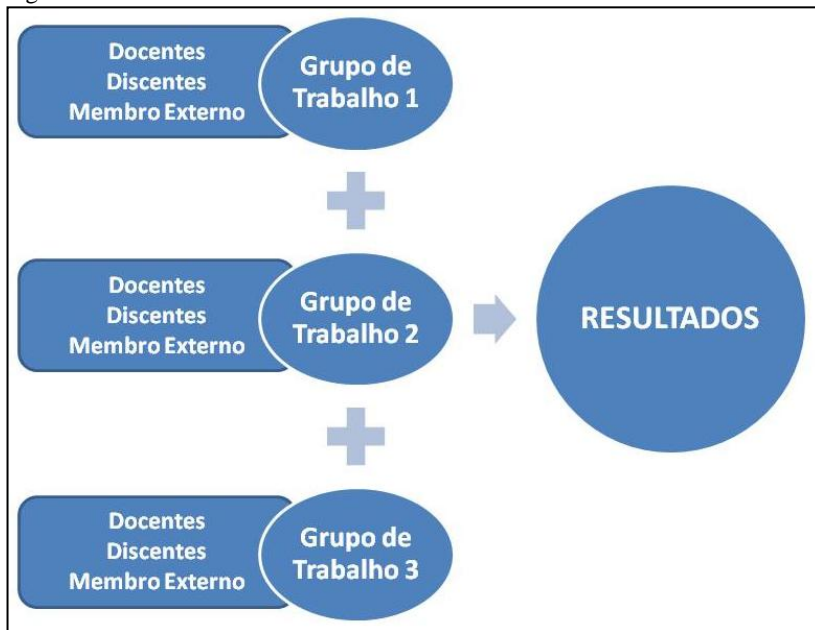 Docentes
Discentes
Membro Externo
Grupo de
Trabalho 1
Docentes
Discentes
Membro Externo
Grupo de
Trabalho 2
RESULTADOS
Docentes
Discentes
Membro Externo
Grupo de
Trabalho 3